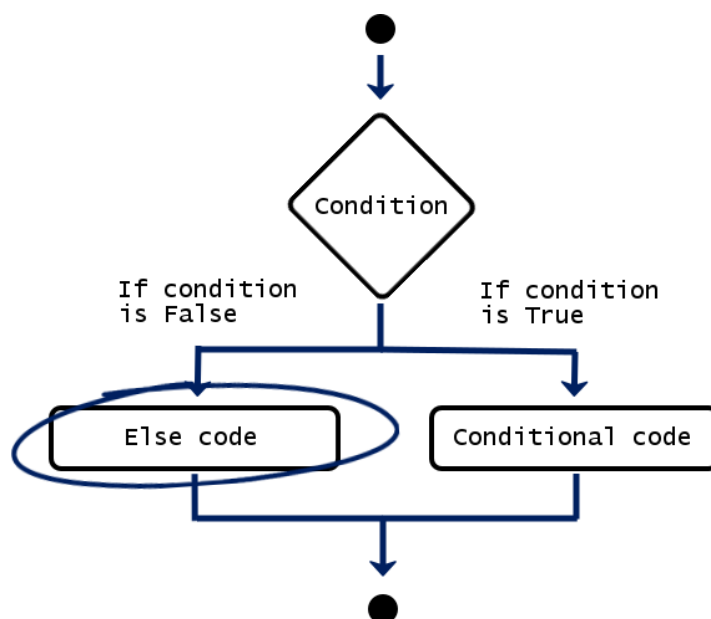 Condition
If condition
is False
If condition
is True
Else code
Conditional code